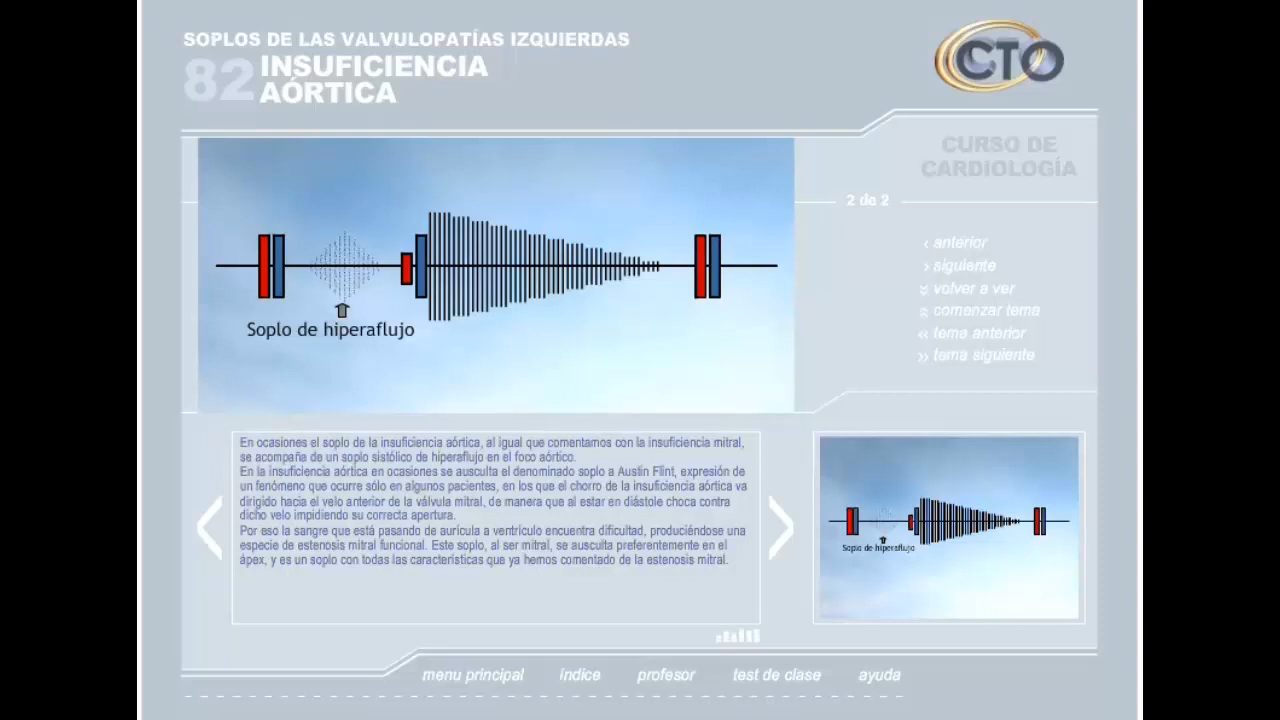 SOPLOS DE LAS VALVULOPATÍAS IZQUIERDAS
82 INSUFICIENCIA
AÓRTICA
CTO
CURSO DE
CARDIOLOGÍA
2 de 2
‹ anterior
› siguiente
volver a ver
comenzar tema
‹‹ tema anterior
›› tema siguiente
Soplo de hiperaflujo
En ocasiones el soplo de la insuficiencia aórtica, al igual que comentamos con la insuficiencia mitral,
se acompaña de un soplo sistólico de hiperaflujo en el foco aórtico.
En la insuficiencia aórtica en ocasiones se ausculta el denominado soplo a Austin Flint, expresión de
un fenómeno que ocurre sólo en algunos pacientes, en los que el chorro de la insuficiencia aórtica va
dirigido hacia el velo anterior de la válvula mitral, de manera que al estar en diástole choca contra
dicho velo impidiendo su correcta apertura.
Por eso la sangre que está pasando de aurícula a ventrículo encuentra dificultad, produciéndose una
especie de estenosis mitral funcional. Este soplo, al ser mitral, se ausculta preferentemente en el
ápex, y es un soplo con todas las características que ya hemos comentado de la estenosis mitral.
Soplo de hiperaflujo
menu principal
índice
profesor
test de clase
ayuda